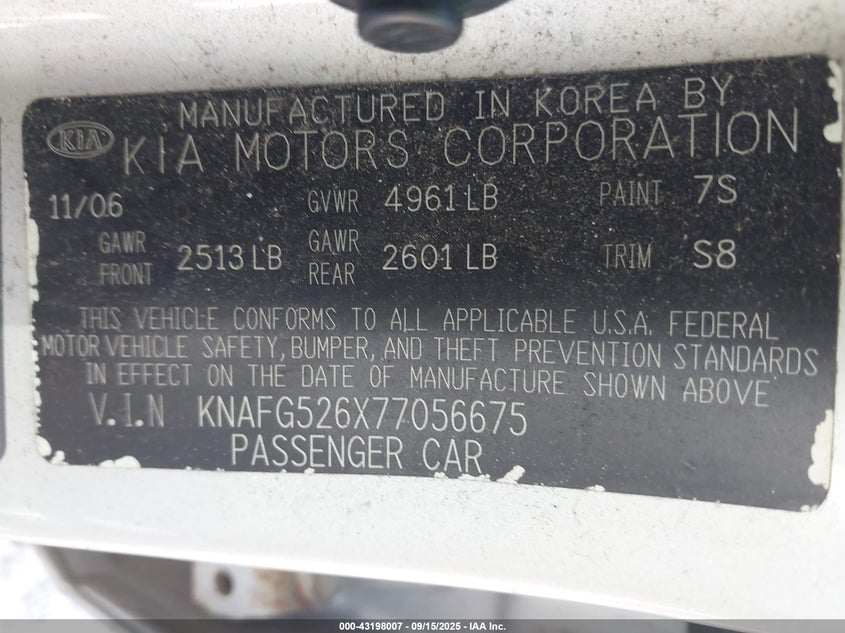 MANUFACTURED IN KOREA BY
KIA KIA MOTORS CORPORATION
11/06 GVWR 4961 LB PAINT 7S
GAWR FRONT 2513 LB GAWR REAR 2601 LB TRIM S8
THIS VEHICLE CONFORMS TO ALL APPLICABLE U.S.A. FEDERAL
MOTOR VEHICLE SAFETY, BUMPER, AND THEFT PREVENTION STANDARDS
IN EFFECT ON THE DATE OF MANUFACTURE SHOWN ABOVE
V.I.N KNAFG526X77056675
PASSENGER CAR
000-43198007 - 09/15/2025 - IAA Inc.